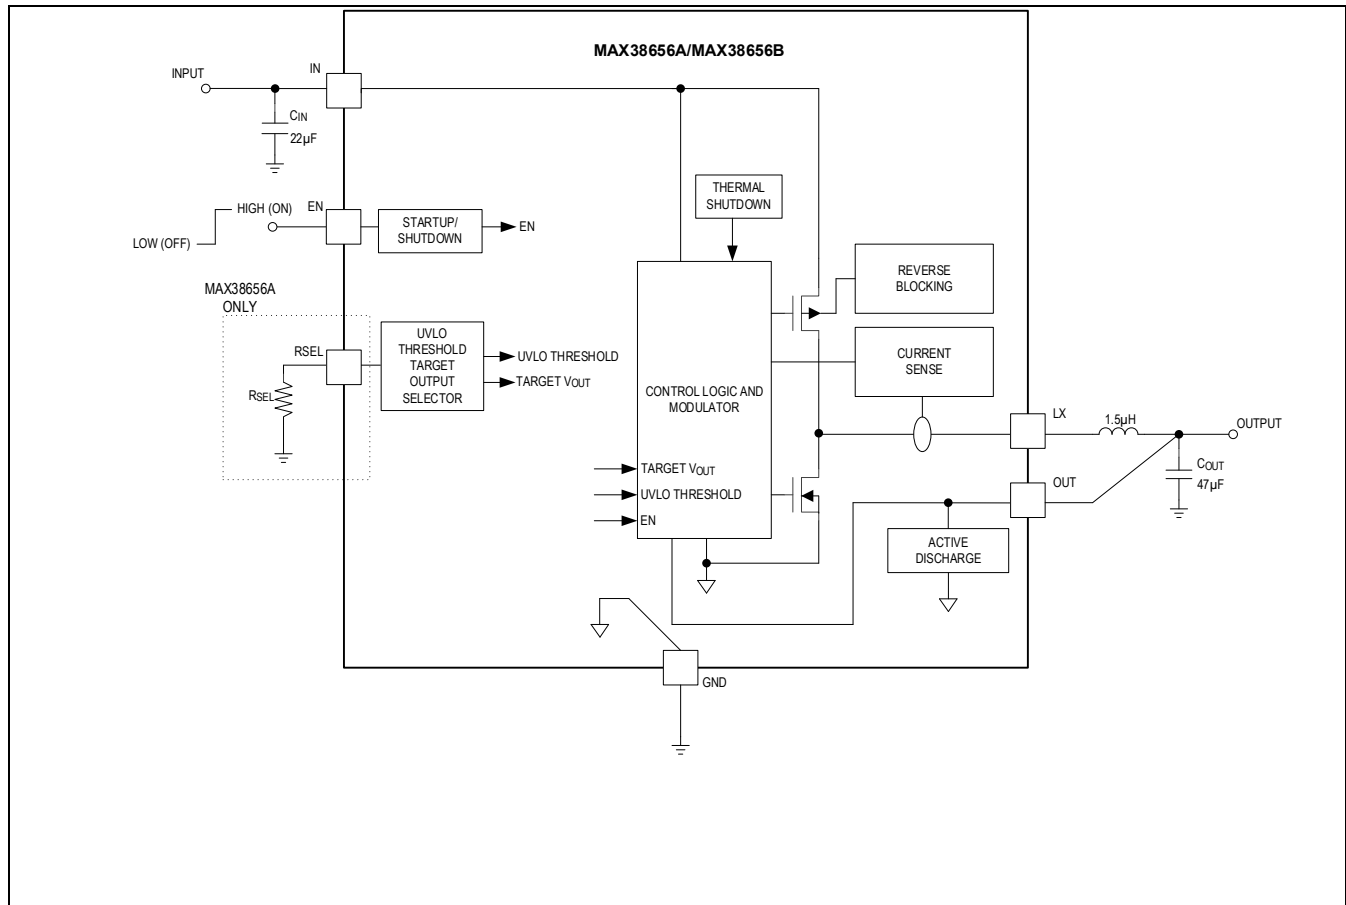 MAX38656A/MAX38656B
INPUT
IN
CIN
22µF
THERMAL
SHUTDOWN
HIGH (ON)
EN
LOW (OFF)
STARTUP/
SHUTDOWN
EN
REVERSE
BLOCKING
MAX38656A
ONLY
RSEL
RSEL
UVLO
THRESHOLD
TARGET
OUTPUT
SELECTOR
UVLO THRESHOLD
TARGET VOUT
CURRENT
SENSE
CONTROL LOGIC AND
MODULATOR
LX
1.5µH
OUTPUT
COUT
47µF
TARGET VOUT
UVLO THRESHOLD
EN
OUT
ACTIVE
DISCHARGE
GND